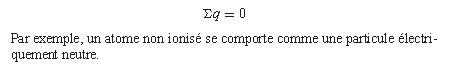 Σq = 0
Par exemple, un atome non ionisé se comporte comme une particule électri-
quement neutre.